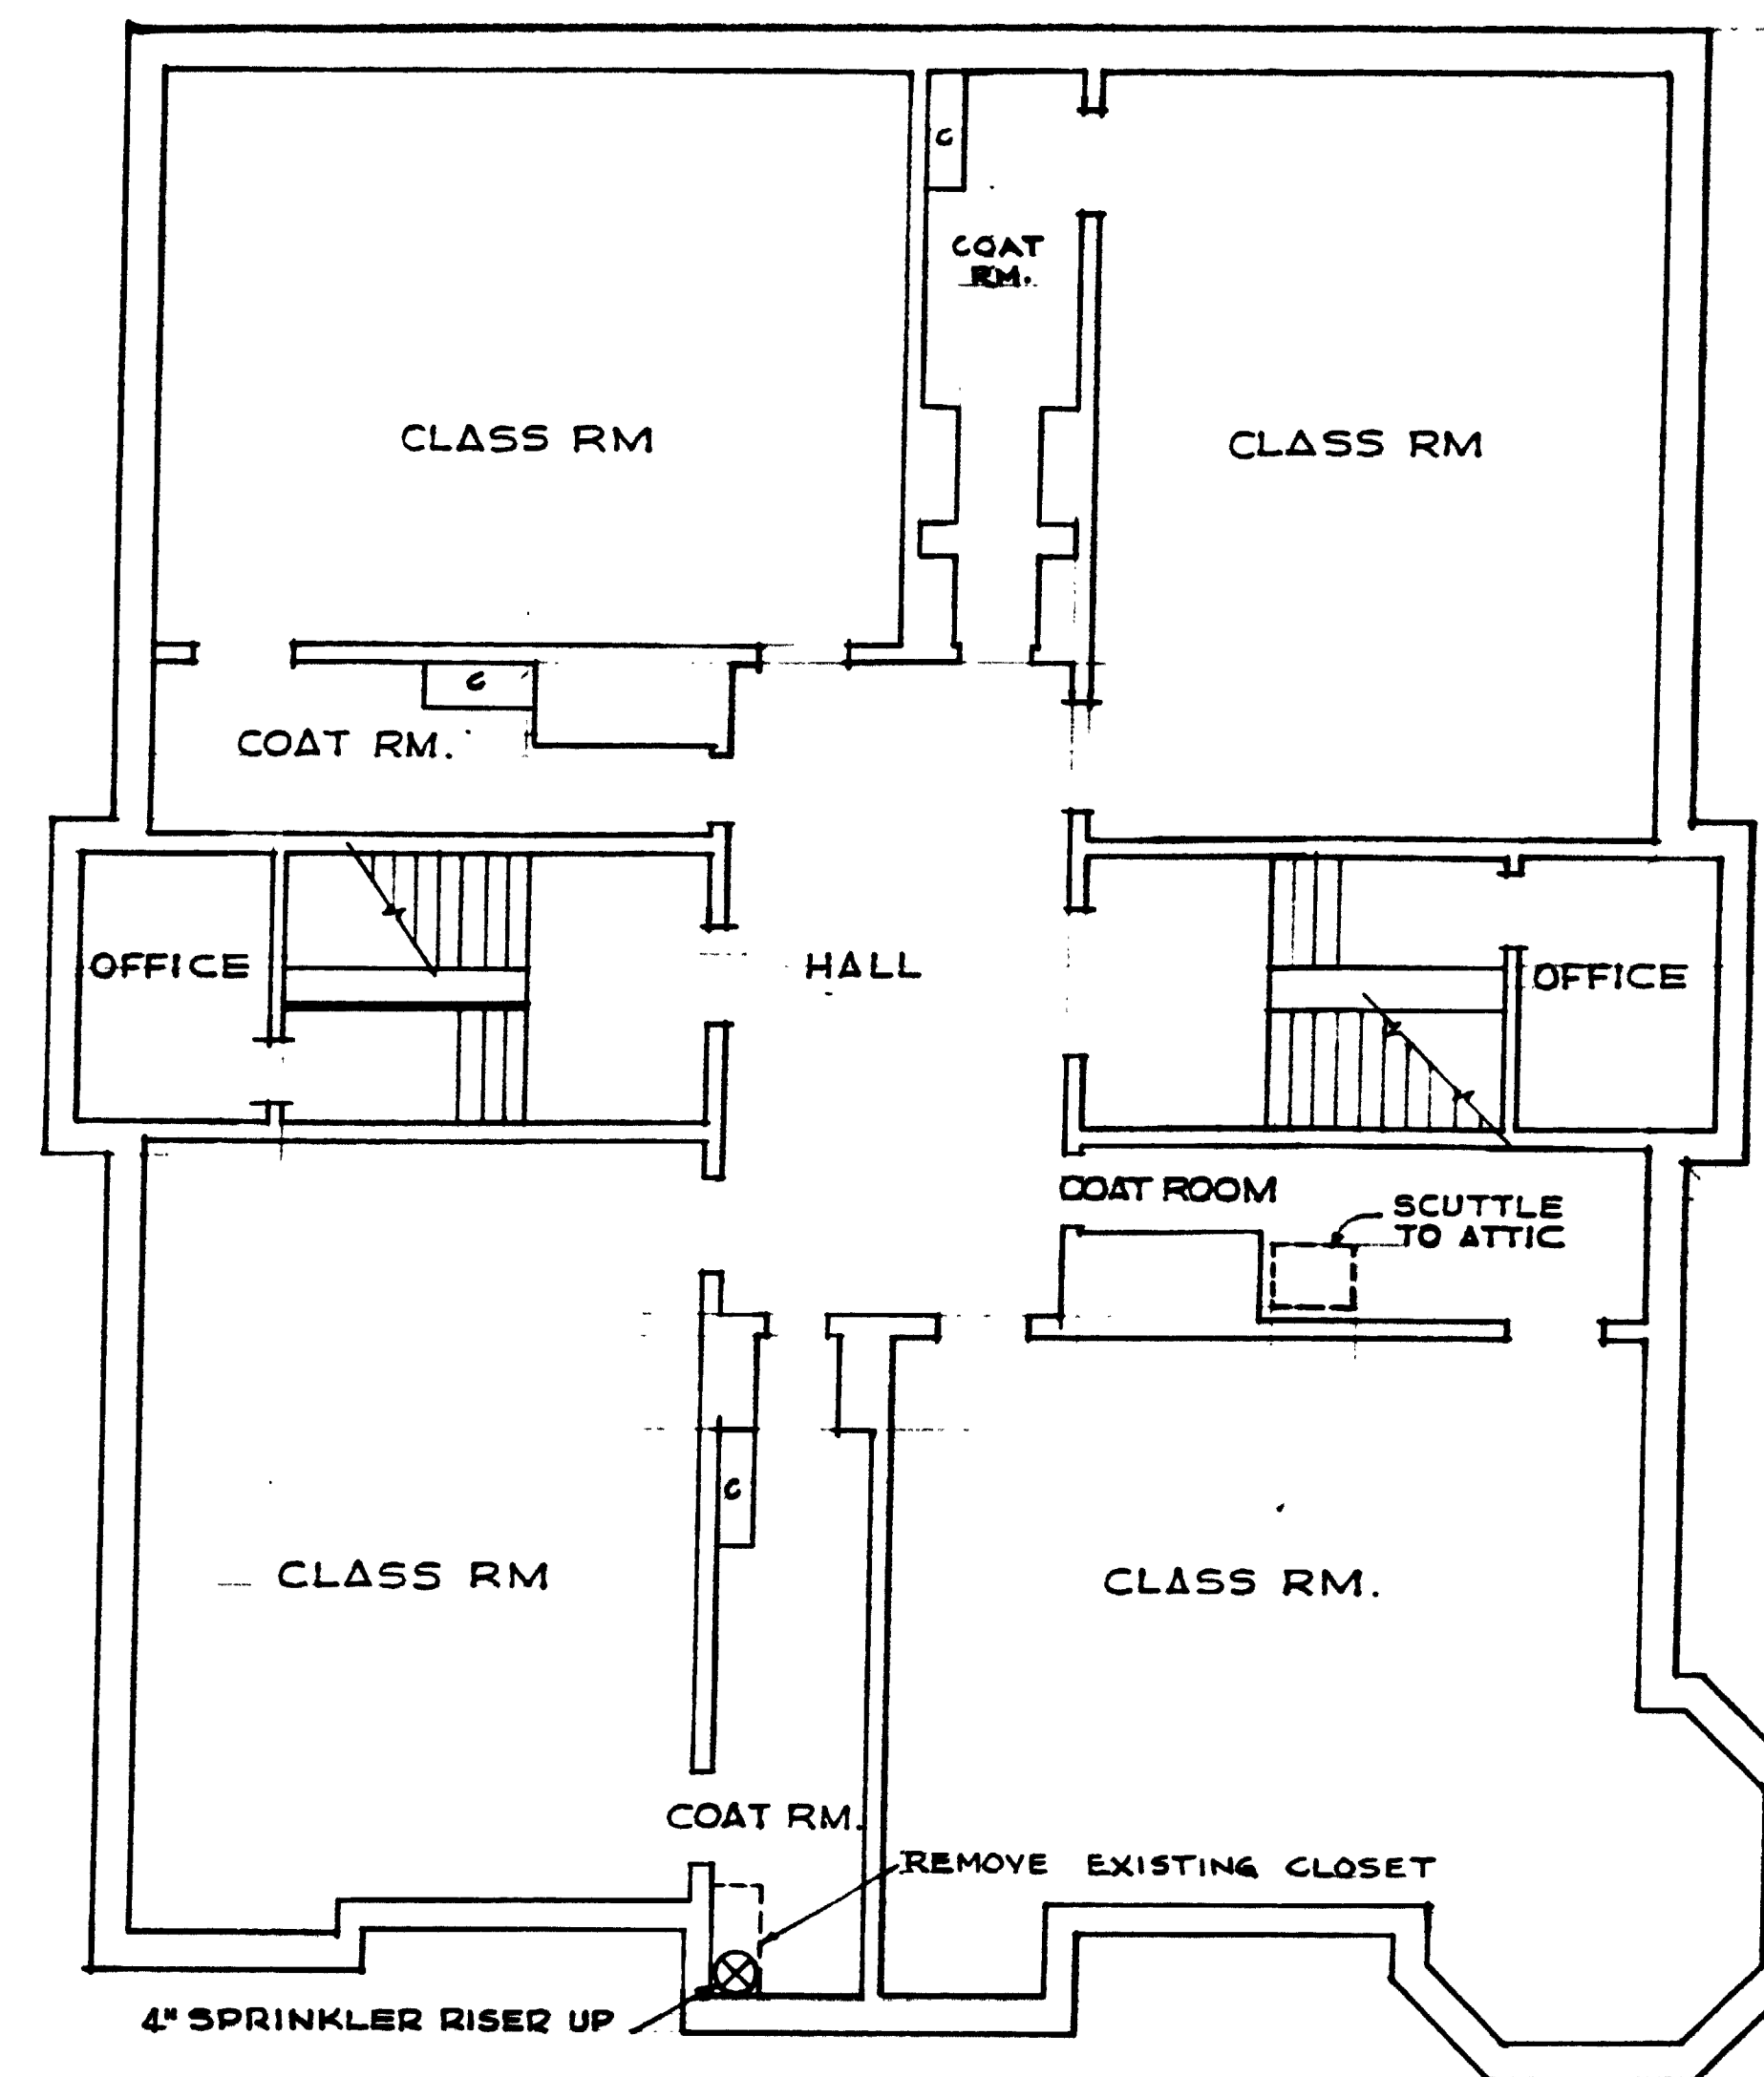 C
COAT
RM.
CLASS RM
CLASS RM
C
COAT RM.
OFFICE
HALL
OFFICE
COAT ROOM
SCUTTLE
TO ATTIC
C
CLASS RM
CLASS RM.
COAT RM.
REMOVE EXISTING CLOSET
4" SPRINKLER RISER UP